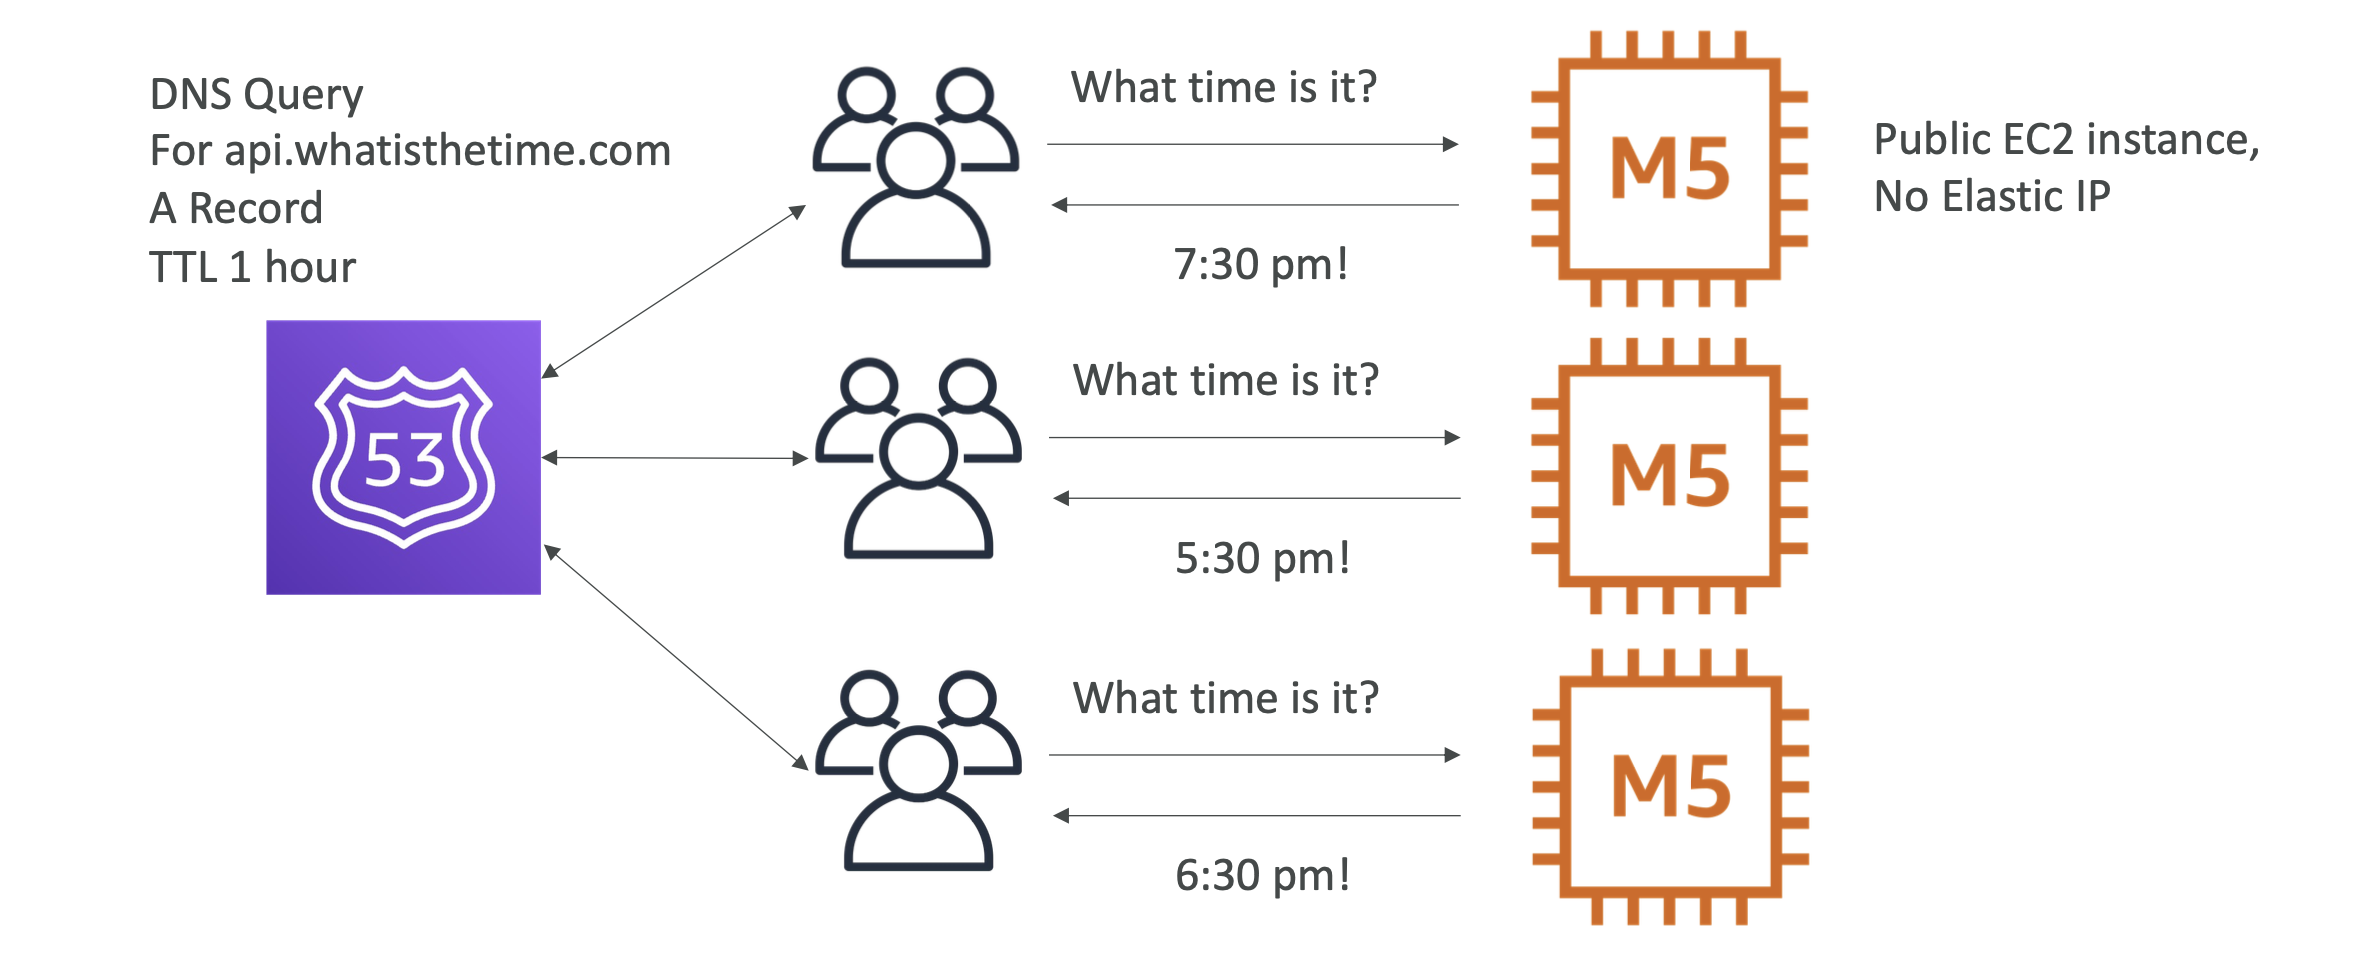 DNS Query
For api.whatisthetime.com
A Record
TTL 1 hour
53
What time is it?
7:30 pm!
M5
Public EC2 instance,
No Elastic IP
What time is it?
5:30 pm!
M5
What time is it?
6:30 pm!
M5